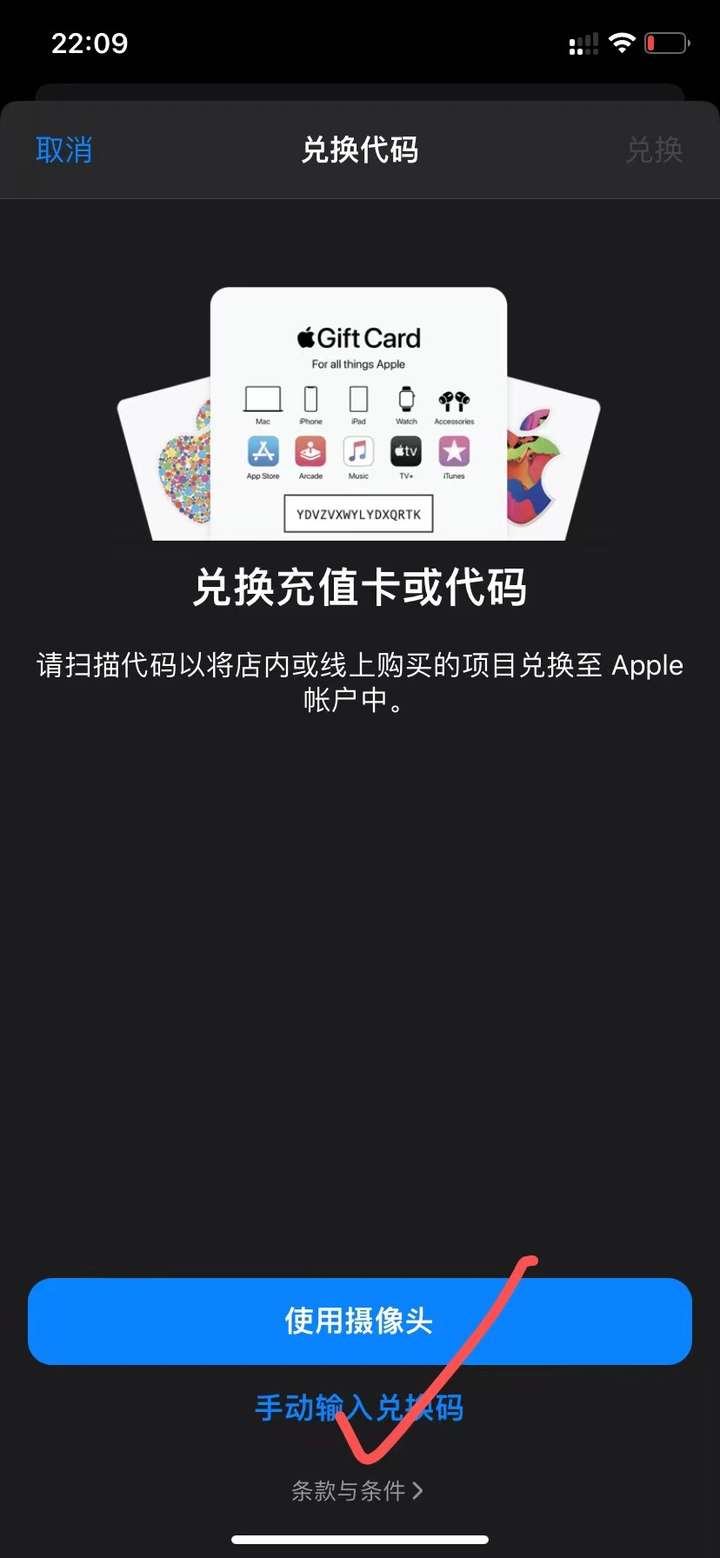 22:09
取消
兑换代码
兑换
Gift Card
For all things Apple
Mac iPhone iPad Watch Accessories
tv
App Store Arcade Music TV+ iTunes
YDVZVXWYLYDXQRTK
兑换充值卡或代码
请扫描代码以将店内或线上购买的项目兑换至 Apple
帐户中。
使用摄像头
手动输入兑换码
条款与条件